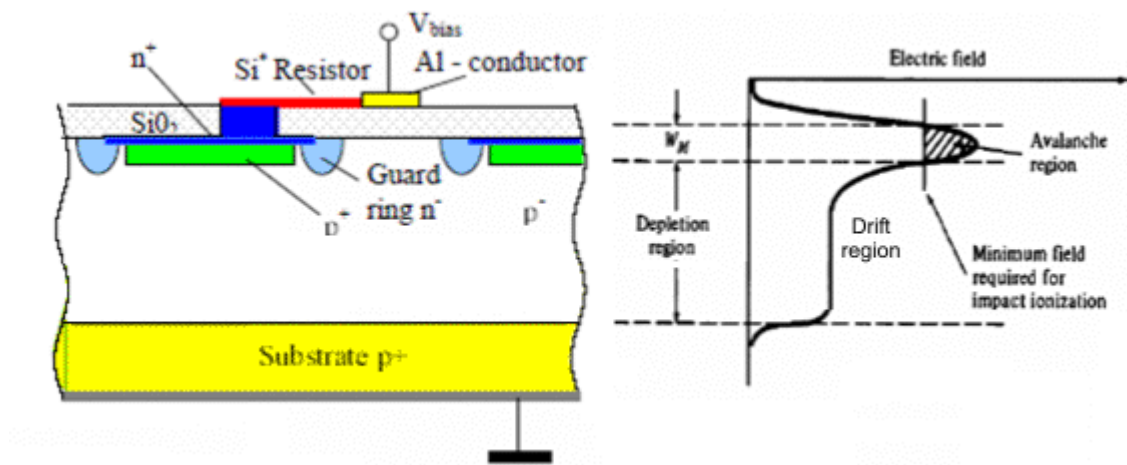 V_bias
n⁺
Si* Resistor
Al - conductor
SiO₂
Guard
ring n⁻
p⁺
p⁻
Substrate p+
Electric field
W_M
Avalanche
region
Depletion
region
Drift
region
Minimum field
required for
impact ionization